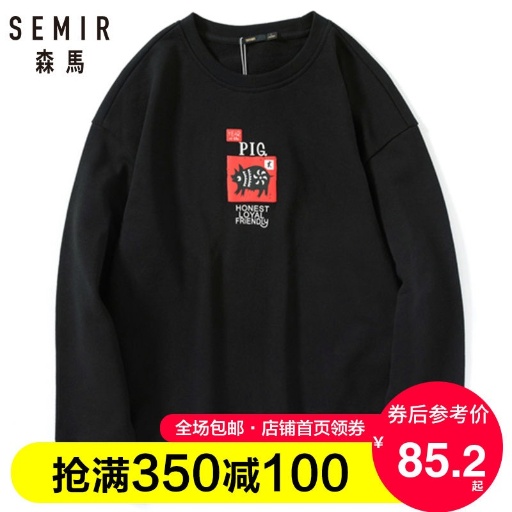 SEMIR
森馬
PIG
HONEST
LOYAL
FRIENDLY
全场包邮·店铺首页领券
抢满350减100
券后参考价
¥85.2起